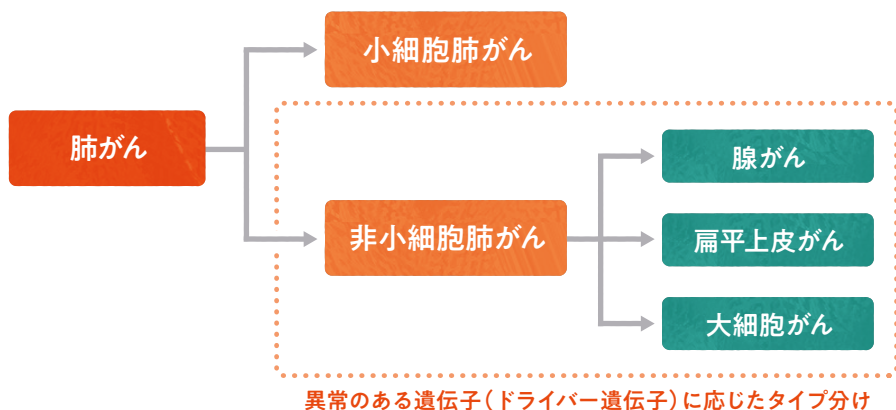 小細胞肺がん
肺がん
腺がん
非小細胞肺がん
扁平上皮がん
大細胞がん
異常のある遺伝子（ドライバー遺伝子）に応じたタイプ分け